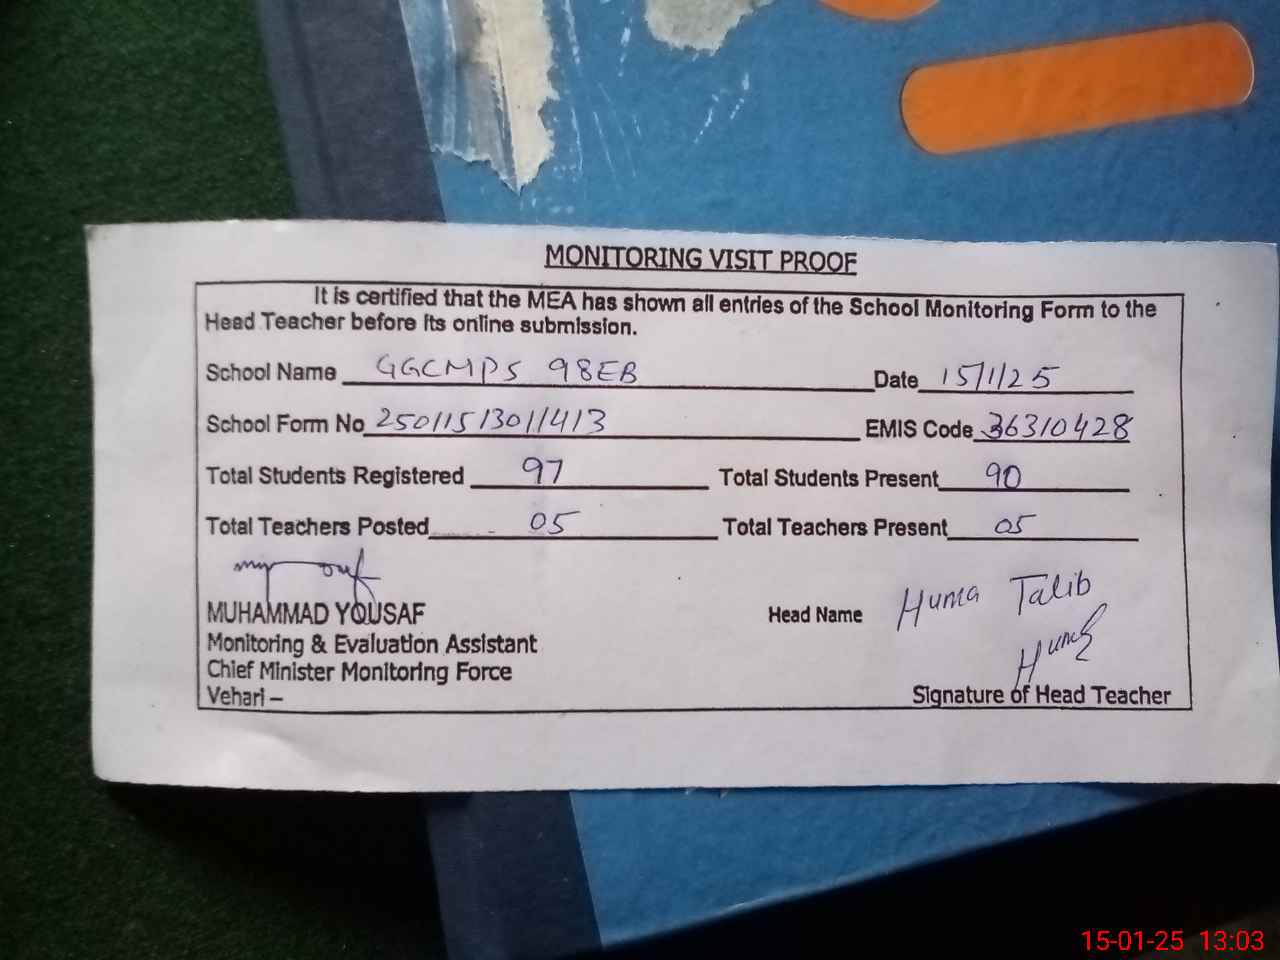 MONITORING VISIT PROOF
It is certified that the MEA has shown all entries of the School Monitoring Form to the
Head Teacher before its online submission.
School Name GGCMPS 98EB Date 15/1/25
School Form No 25011513011413 EMIS Code 36310428
Total Students Registered 97 Total Students Present 90
Total Teachers Posted 05 Total Teachers Present 05
MUHAMMAD YOUSAF Head Name Huma Talib
Monitoring & Evaluation Assistant
Chief Minister Monitoring Force Huma
Vehari – Signature of Head Teacher
15-01-25 13:03